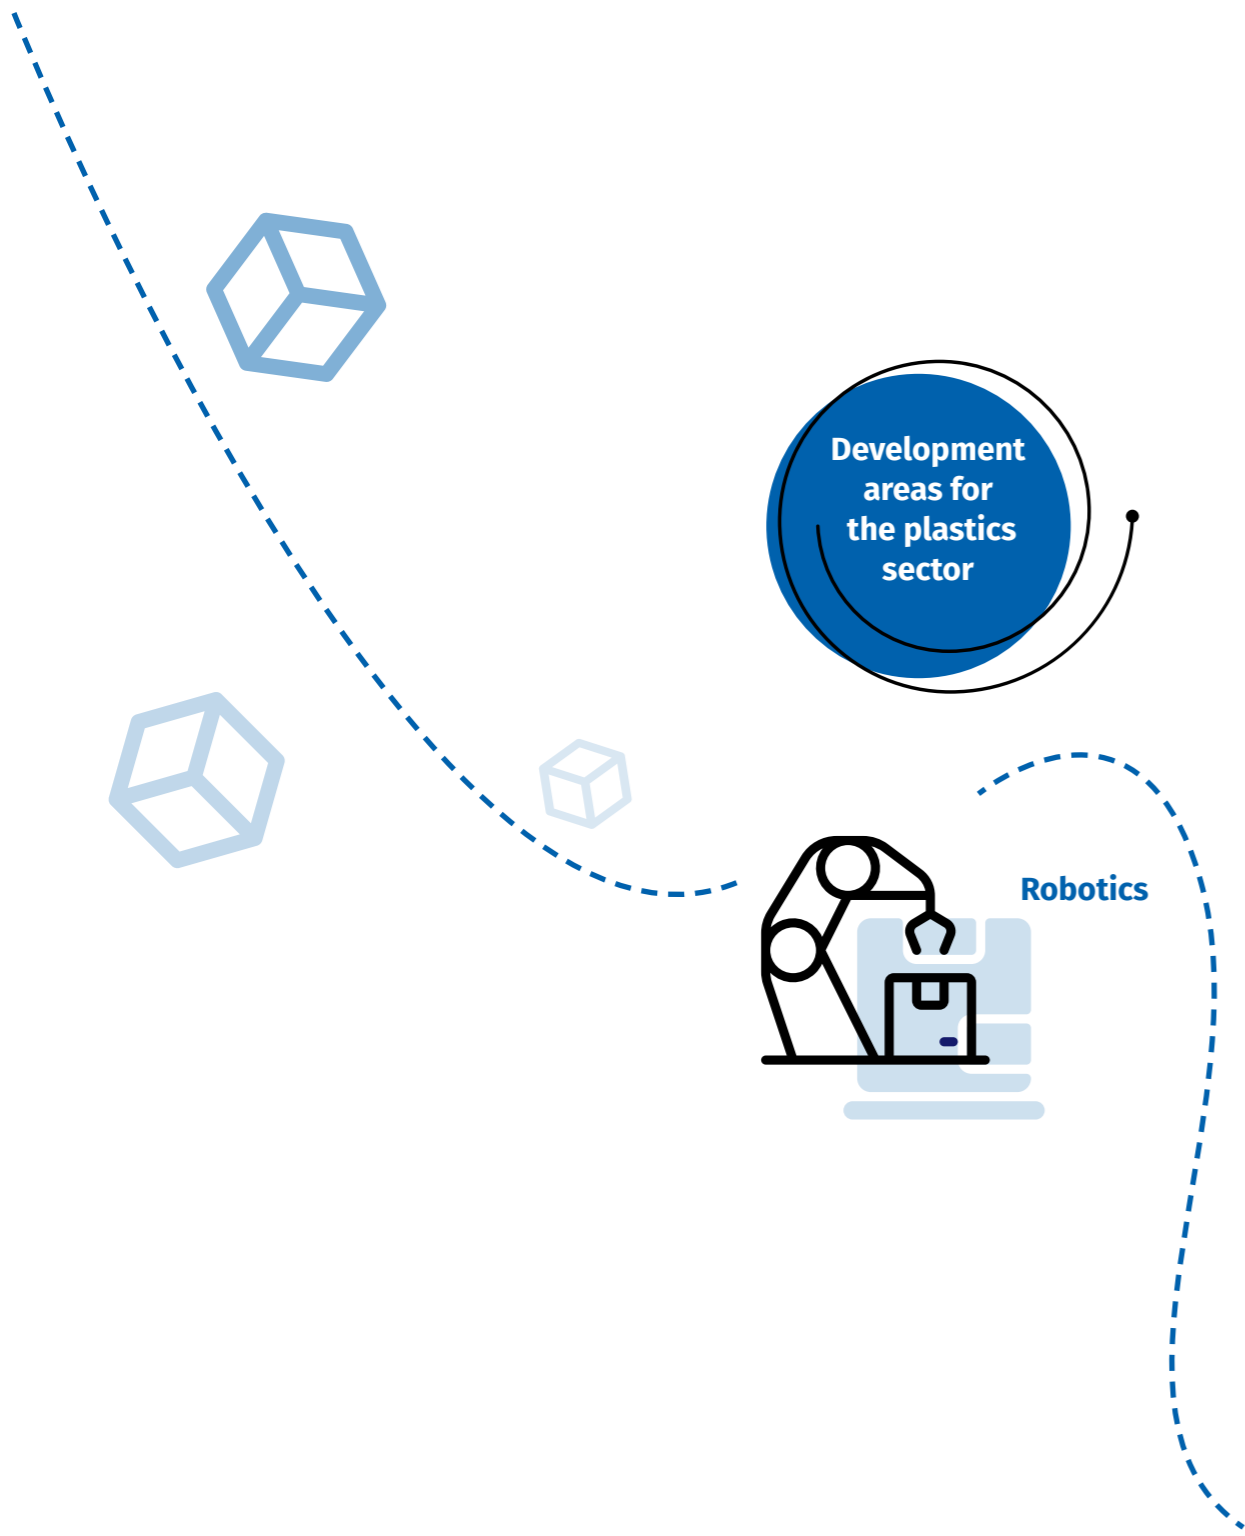 Development
areas for
the plastics
sector
Robotics